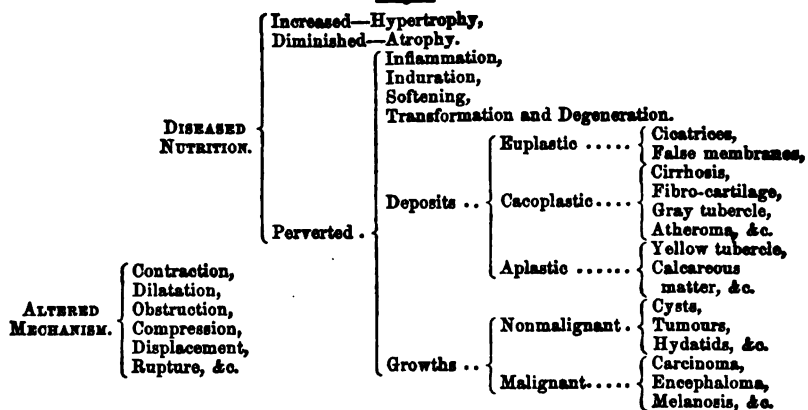 Increased—Hypertrophy,
Diminished—Atrophy.
DISEASED
NUTRITION.
Perverted .
Inflammation,
Induration,
Softening,
Transformation and Degeneration.
Deposits ..
Euplastic .....
Cicatrices,
False membranes,
Cacoplastic....
Cirrhosis,
Fibro-cartilage,
Gray tubercle,
Atheroma, &c.
Aplastic ......
Yellow tubercle,
Calcareous
matter, &c.
Growths ..
Nonmalignant .
Cysts,
Tumours,
Hydatids, &c.
Malignant.....
Carcinoma,
Encephaloma,
Melanosis, &c.
ALTERED
MECHANISM.
Contraction,
Dilatation,
Obstruction,
Compression,
Displacement,
Rupture, &c.